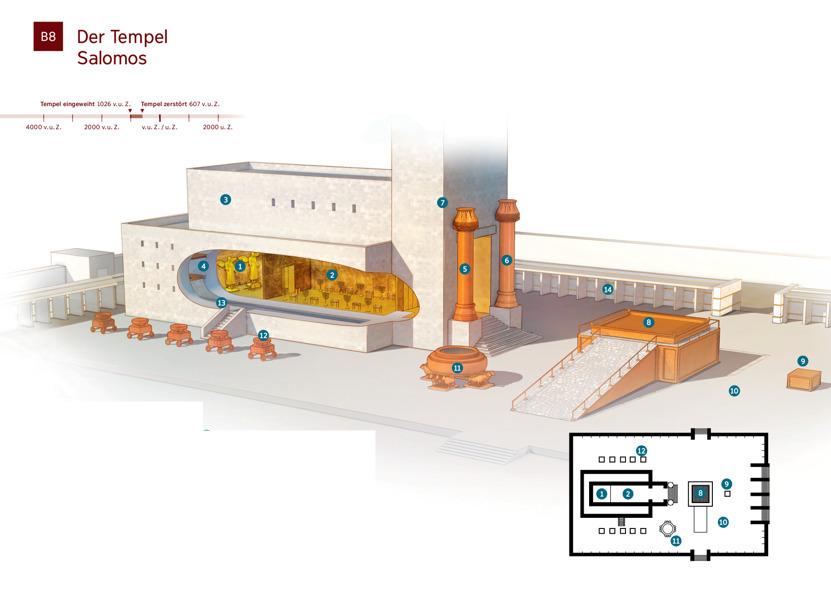 B8
Der Tempel
Salomos
Tempel eingeweiht 1026 v. u. Z.
Tempel zerstört 607 v. u. Z.
4000 v. u. Z.
2000 v. u. Z.
v. u. Z. / u. Z.
2000 u. Z.
3
7
6
4
1
2
5
14
13
8
12
11
9
10
12
1
2
8
9
10
11